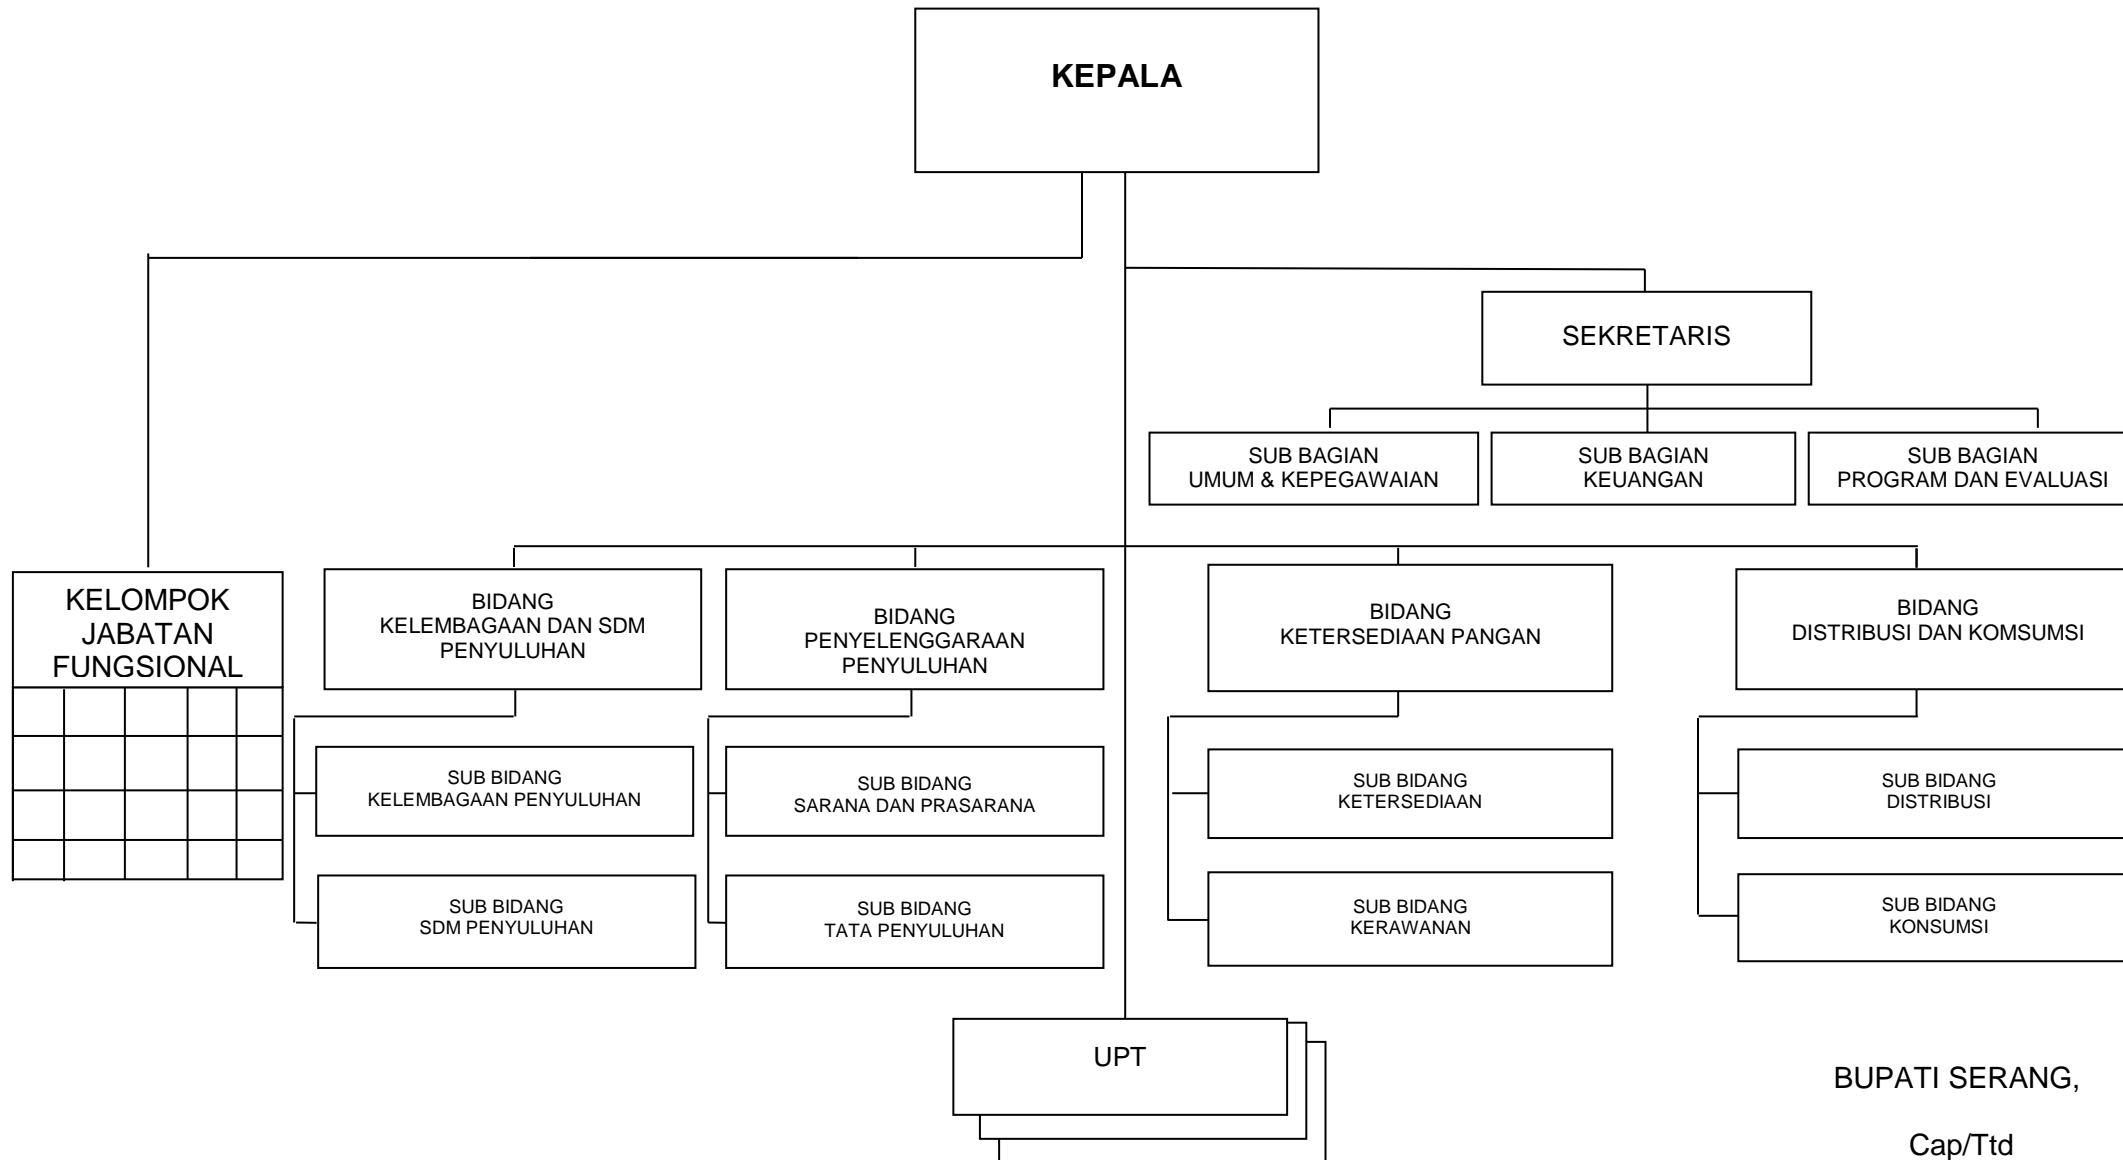 KEPALA
SEKRETARIS
SUB BAGIAN
UMUM & KEPEGAWAIAN
SUB BAGIAN
KEUANGAN
SUB BAGIAN
PROGRAM DAN EVALUASI
KELOMPOK
JABATAN
FUNGSIONAL
BIDANG
KELEMBAGAAN DAN SDM
PENYULUHAN
BIDANG
PENYELENGGARAAN
PENYULUHAN
BIDANG
KETERSEDIAAN PANGAN
BIDANG
DISTRIBUSI DAN KOMSUMSI
SUB BIDANG
KELEMBAGAAN PENYULUHAN
SUB BIDANG
SARANA DAN PRASARANA
SUB BIDANG
KETERSEDIAAN
SUB BIDANG
DISTRIBUSI
SUB BIDANG
SDM PENYULUHAN
SUB BIDANG
TATA PENYULUHAN
SUB BIDANG
KERAWANAN
SUB BIDANG
KONSUMSI
UPT
BUPATI SERANG,
Cap/Ttd